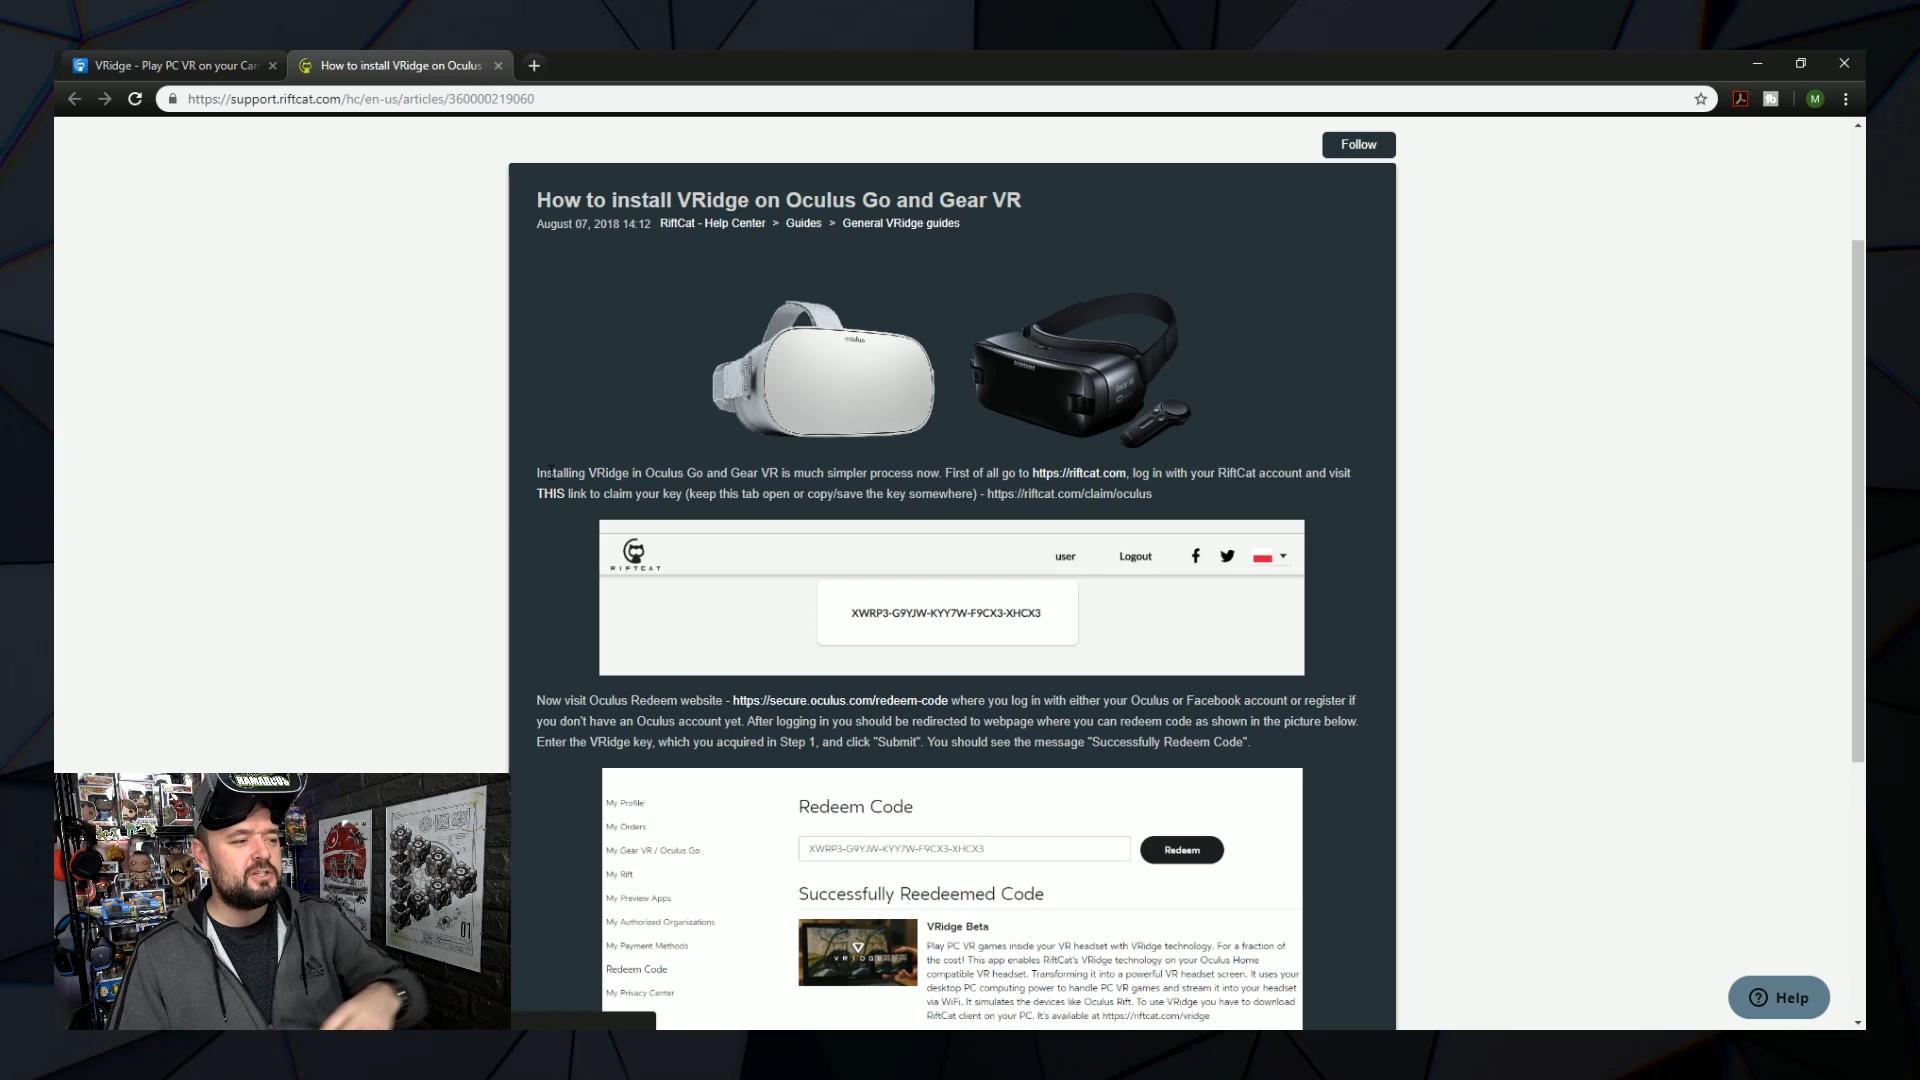 VRidge - Play PC VR on your Car
How to install VRidge on Oculus
https://support.riftcat.com/hc/en-us/articles/360000219060
M
Follow
How to install VRidge on Oculus Go and Gear VR
August 07, 2018 14:12 RiftCat - Help Center > Guides > General VRidge guides
oculus
SAMSUNG
Gear VR
Installing VRidge in Oculus Go and Gear VR is much simpler process now. First of all go to https://riftcat.com, log in with your RiftCat account and visit
THIS link to claim your key (keep this tab open or copy/save the key somewhere) - https://riftcat.com/claim/oculus
RIFTCAT
user Logout
XWRP3-G9YJW-KYY7W-F9CX3-XHCX3
Now visit Oculus Redeem website - https://secure.oculus.com/redeem-code where you log in with either your Oculus or Facebook account or register if
you don't have an Oculus account yet. After logging in you should be redirected to webpage where you can redeem code as shown in the picture below.
Enter the VRidge key, which you acquired in Step 1, and click "Submit". You should see the message "Successfully Redeem Code".
My Profile
My Orders
My Gear VR / Oculus Go
My Rift
My Preview Apps
My Authorized Organizations
My Payment Methods
Redeem Code
My Privacy Center
Redeem Code
XWRP3-G9YJW-KYY7W-F9CX3-XHCX3
Redeem
Successfully Reedeemed Code
VRIDGE
VRidge Beta
Play PC VR games inside your VR headset with VRidge technology. For a fraction of
the cost! This app enables RiftCat's VRidge technology on your Oculus Home
compatible VR headset. Transforming it into a powerful VR headset screen. It uses your
desktop PC computing power to handle PC VR games and stream it into your headset
via WiFi. It simulates the devices like Oculus Rift. To use VRidge you have to download
RiftCat client on your PC. It's available at https://riftcat.com/vridge
Help
RAMARCUS
adidas
01